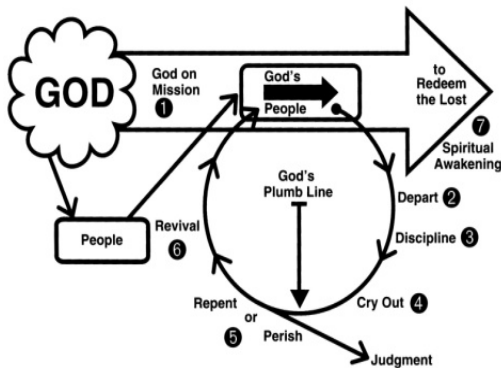 GOD
God on
Mission
1
God's
People
to
Redeem
the Lost
7
Spiritual
Awakening
God's
Plumb Line
People
Revival
6
Depart 2
Discipline 3
Cry Out 4
Repent
or
5 Perish
Judgment